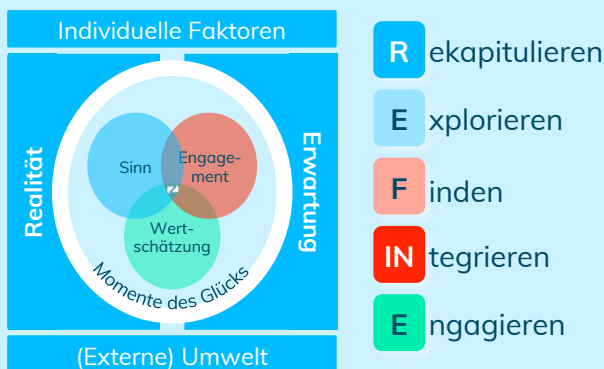 Individuelle Faktoren
Realität
Erwartung
Sinn
Engage-
ment
Wert-
schätzung
Momente des Glücks
(Externe) Umwelt
R ekapitulieren
E xplorieren
F inden
IN tegrieren
E ngagieren